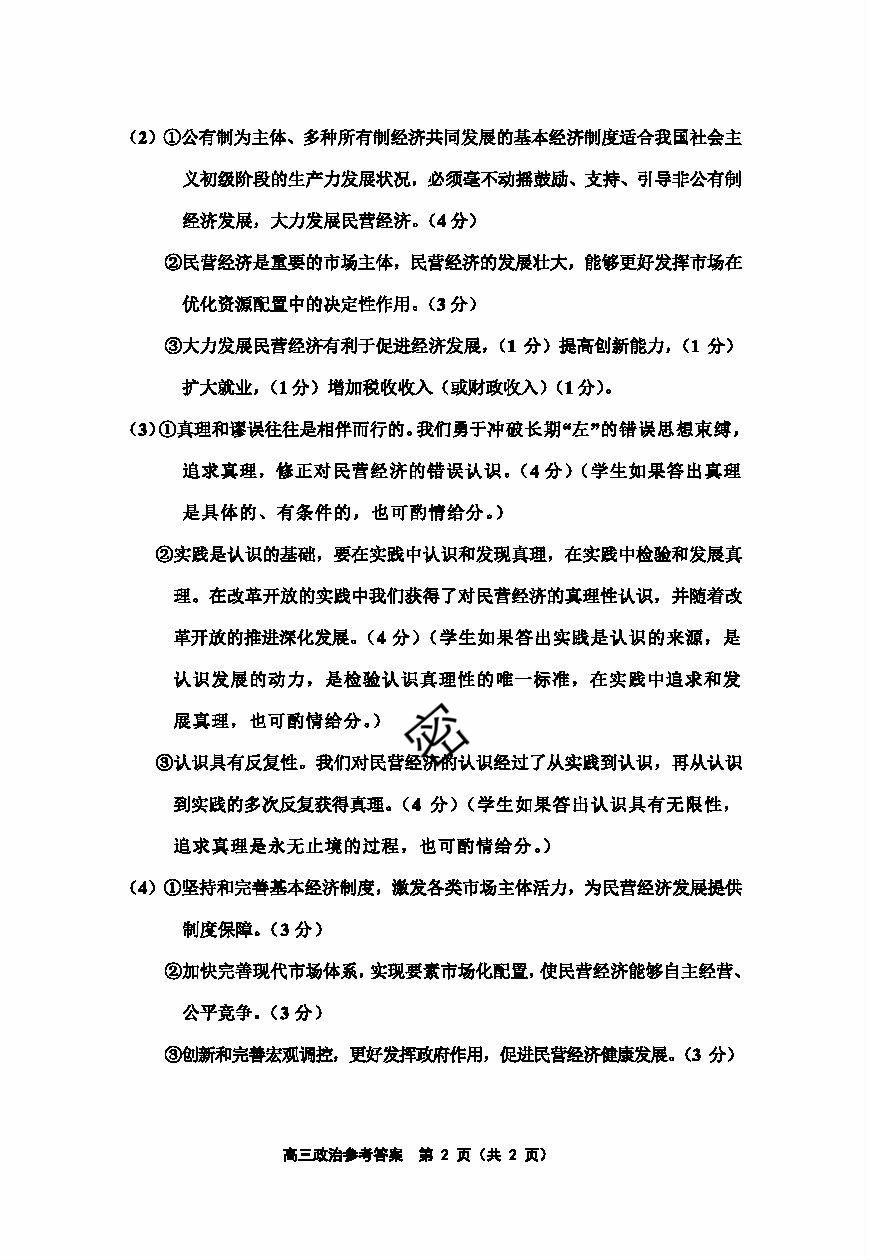 （2）①公有制为主体、多种所有制经济共同发展的基本经济制度适合我国社会主
义初级阶段的生产力发展状况，必须毫不动摇鼓励、支持、引导非公有制
经济发展，大力发展民营经济。（4 分）
②民营经济是重要的市场主体，民营经济的发展壮大，能够更好发挥市场在
优化资源配置中的决定性作用。（3 分）
③大力发展民营经济有利于促进经济发展，（1 分）提高创新能力，（1 分）
扩大就业，（1 分）增加税收收入（或财政收入）（1 分）。
（3）①真理和谬误往往是相伴而行的。我们勇于冲破长期“左”的错误思想束缚，
追求真理，修正对民营经济的错误认识。（4 分）（学生如果答出真理
是具体的、有条件的，也可酌情给分。）
②实践是认识的基础，要在实践中认识和发现真理，在实践中检验和发展真
理。在改革开放的实践中我们获得了对民营经济的真理性认识，并随着改
革开放的推进深化发展。（4 分）（学生如果答出实践是认识的来源，是
认识发展的动力，是检验认识真理性的唯一标准，在实践中追求和发
展真理，也可酌情给分。）
③认识具有反复性。我们对民营经济的认识经过了从实践到认识，再从认识
到实践的多次反复获得真理。（4 分）（学生如果答出认识具有无限性，
追求真理是永无止境的过程，也可酌情给分。）
（4）①坚持和完善基本经济制度，激发各类市场主体活力，为民营经济发展提供
制度保障。（3 分）
②加快完善现代市场体系，实现要素市场化配置，使民营经济能够自主经营、
公平竞争。（3 分）
③创新和完善宏观调控，更好发挥政府作用，促进民营经济健康发展。（3 分）
高三政治参考答案 第 2 页（共 2 页）